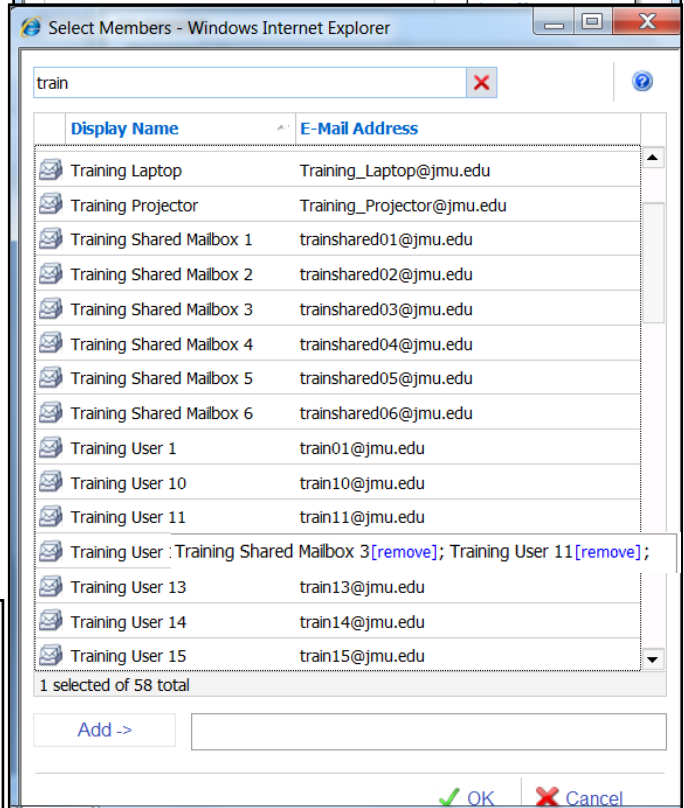 Select Members - Windows Internet Explorer
train
Display Name E-Mail Address
Training Laptop Training_Laptop@jmu.edu
Training Projector Training_Projector@jmu.edu
Training Shared Mailbox 1 trainshared01@jmu.edu
Training Shared Mailbox 2 trainshared02@jmu.edu
Training Shared Mailbox 3 trainshared03@jmu.edu
Training Shared Mailbox 4 trainshared04@jmu.edu
Training Shared Mailbox 5 trainshared05@jmu.edu
Training Shared Mailbox 6 trainshared06@jmu.edu
Training User 1 train01@jmu.edu
Training User 10 train10@jmu.edu
Training User 11 train11@jmu.edu
Training User Training Shared Mailbox 3[remove]; Training User 11[remove];
Training User 13 train13@jmu.edu
Training User 14 train14@jmu.edu
Training User 15 train15@jmu.edu
1 selected of 58 total
Add ->
OK Cancel